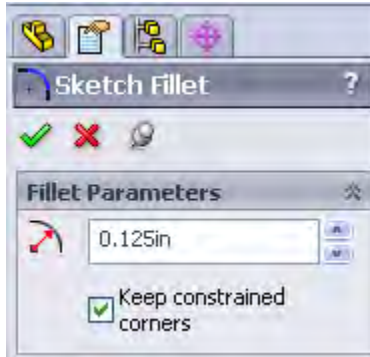 Sketch Fillet ?
Fillet Parameters
0.125in
Keep constrained
corners